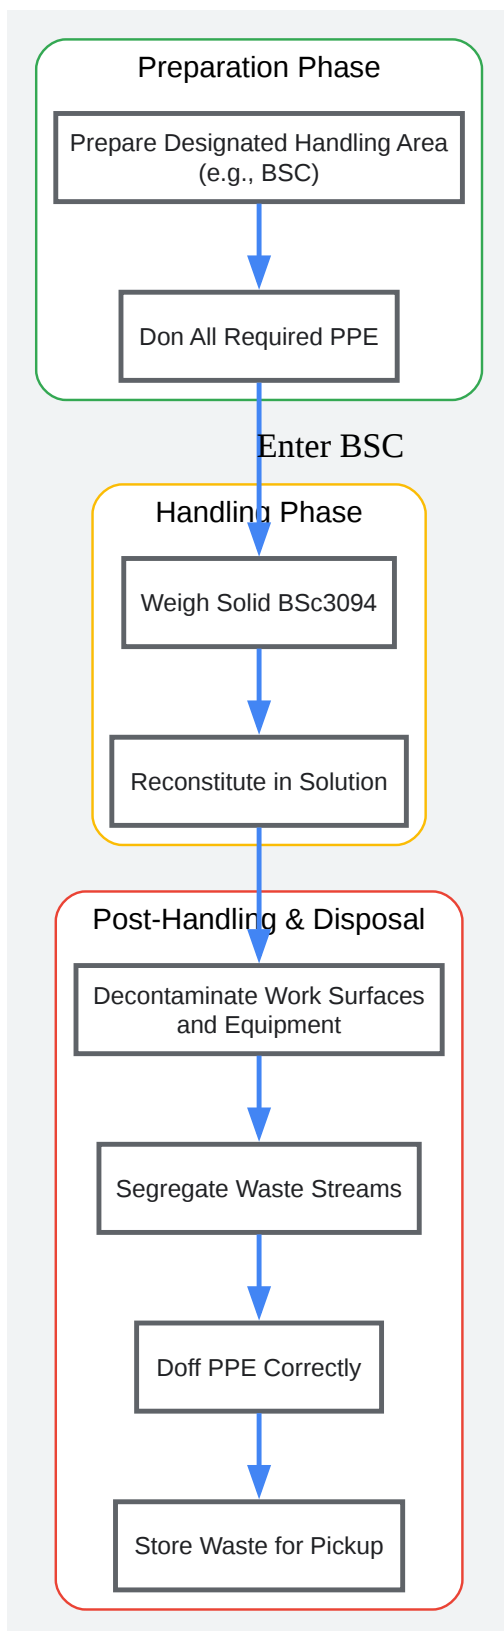 Preparation Phase
Prepare Designated Handling Area
(e.g., BSC)
Don All Required PPE
Enter BSC
Handling Phase
Weigh Solid BSc3094
Reconstitute in Solution
Post-Handling & Disposal
Decontaminate Work Surfaces
and Equipment
Segregate Waste Streams
Doff PPE Correctly
Store Waste for Pickup